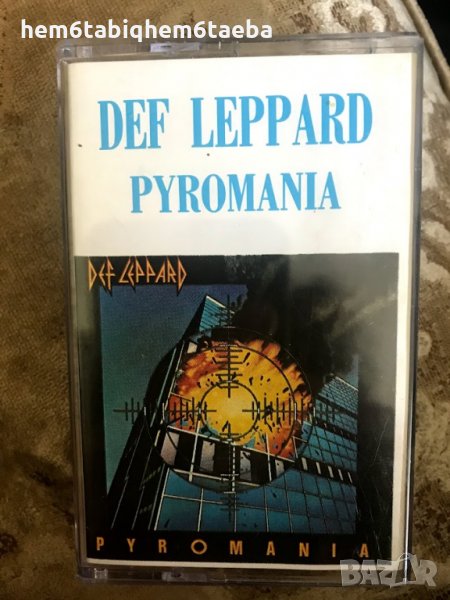 hem6tabiqhem6taeba
DEF LEPPARD
PYROMANIA
DEF LEPPARD
PYROMANIA
BAZAR